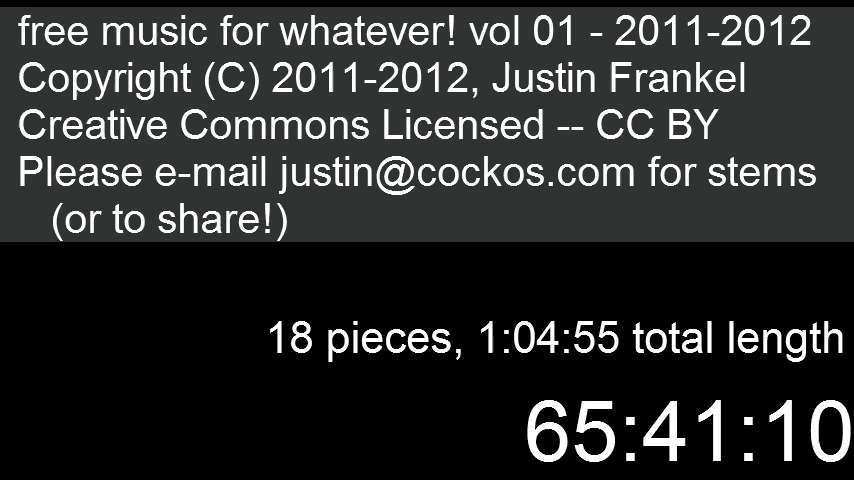 free music for whatever! vol 01 - 2011-2012
Copyright (C) 2011-2012, Justin Frankel
Creative Commons Licensed -- CC BY
Please e-mail justin@cockos.com for stems
(or to share!)
18 pieces, 1:04:55 total length
65:41:10